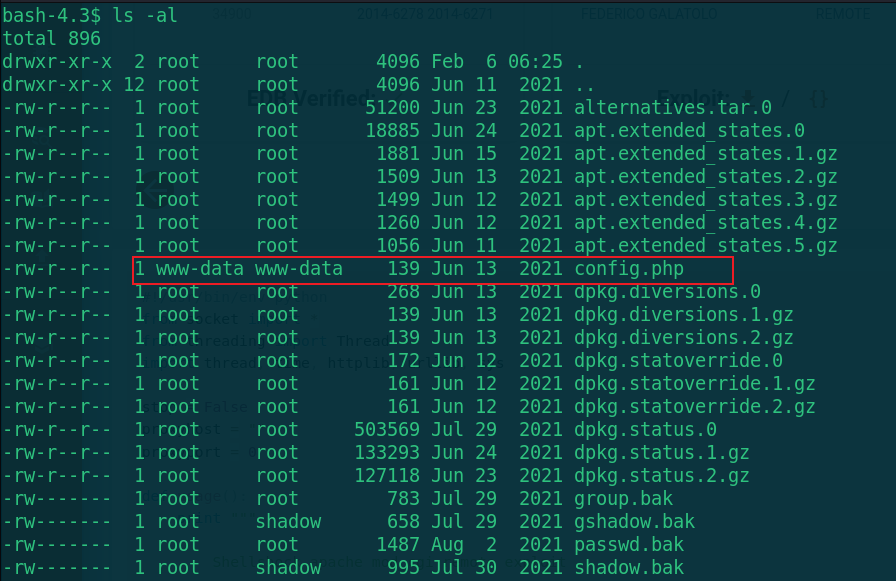 bash-4.3$ ls -al
total 896
drwxr-xr-x  2 root     root       4096 Feb  6 06:25 .
drwxr-xr-x 12 root     root       4096 Jun 11  2021 ..
-rw-r--r--  1 root     root      51200 Jun 23  2021 alternatives.tar.0
-rw-r--r--  1 root     root      18885 Jun 24  2021 apt.extended_states.0
-rw-r--r--  1 root     root       1881 Jun 15  2021 apt.extended_states.1.gz
-rw-r--r--  1 root     root       1509 Jun 13  2021 apt.extended_states.2.gz
-rw-r--r--  1 root     root       1499 Jun 12  2021 apt.extended_states.3.gz
-rw-r--r--  1 root     root       1260 Jun 12  2021 apt.extended_states.4.gz
-rw-r--r--  1 root     root       1056 Jun 11  2021 apt.extended_states.5.gz
-rw-r--r--  1 www-data www-data    139 Jun 13  2021 config.php
-rw-r--r--  1 root     root        268 Jun 13  2021 dpkg.diversions.0
-rw-r--r--  1 root     root        139 Jun 13  2021 dpkg.diversions.1.gz
-rw-r--r--  1 root     root        139 Jun 13  2021 dpkg.diversions.2.gz
-rw-r--r--  1 root     root        172 Jun 12  2021 dpkg.statoverride.0
-rw-r--r--  1 root     root        161 Jun 12  2021 dpkg.statoverride.1.gz
-rw-r--r--  1 root     root        161 Jun 12  2021 dpkg.statoverride.2.gz
-rw-r--r--  1 root     root     503569 Jul 29  2021 dpkg.status.0
-rw-r--r--  1 root     root     133293 Jun 24  2021 dpkg.status.1.gz
-rw-r--r--  1 root     root     127118 Jun 23  2021 dpkg.status.2.gz
-rw-------  1 root     root        783 Jul 29  2021 group.bak
-rw-------  1 root     shadow      658 Jul 29  2021 gshadow.bak
-rw-------  1 root     root       1487 Aug  2  2021 passwd.bak
-rw-------  1 root     shadow      995 Jul 30  2021 shadow.bak
2014-6278 2014-6271
FEDERICO GALATOLO
REMOTE
EDB Verified:
Exploit: / {}